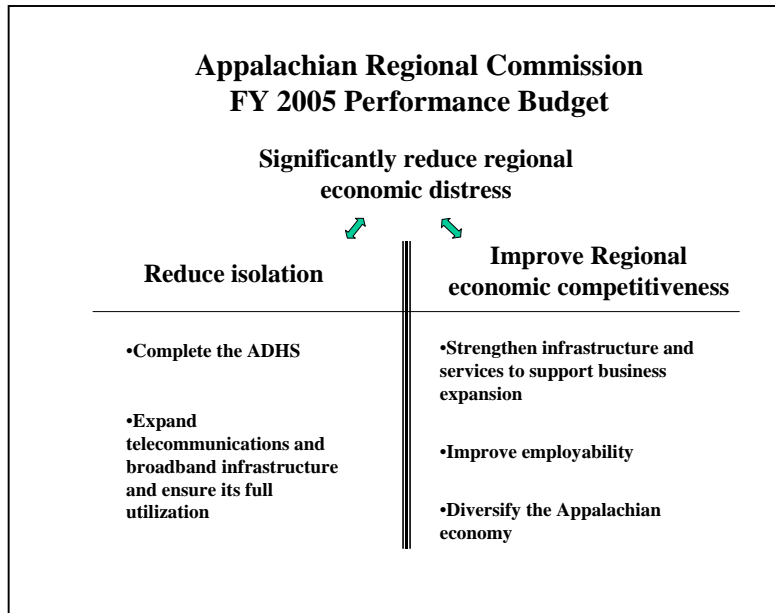 Appalachian Regional Commission
FY 2005 Performance Budget
Significantly reduce regional
economic distress
Reduce isolation
•Complete the ADHS
•Expand
telecommunications and
broadband infrastructure
and ensure its full
utilization
Improve Regional
economic competitiveness
•Strengthen infrastructure and
services to support business
expansion
•Improve employability
•Diversify the Appalachian
economy